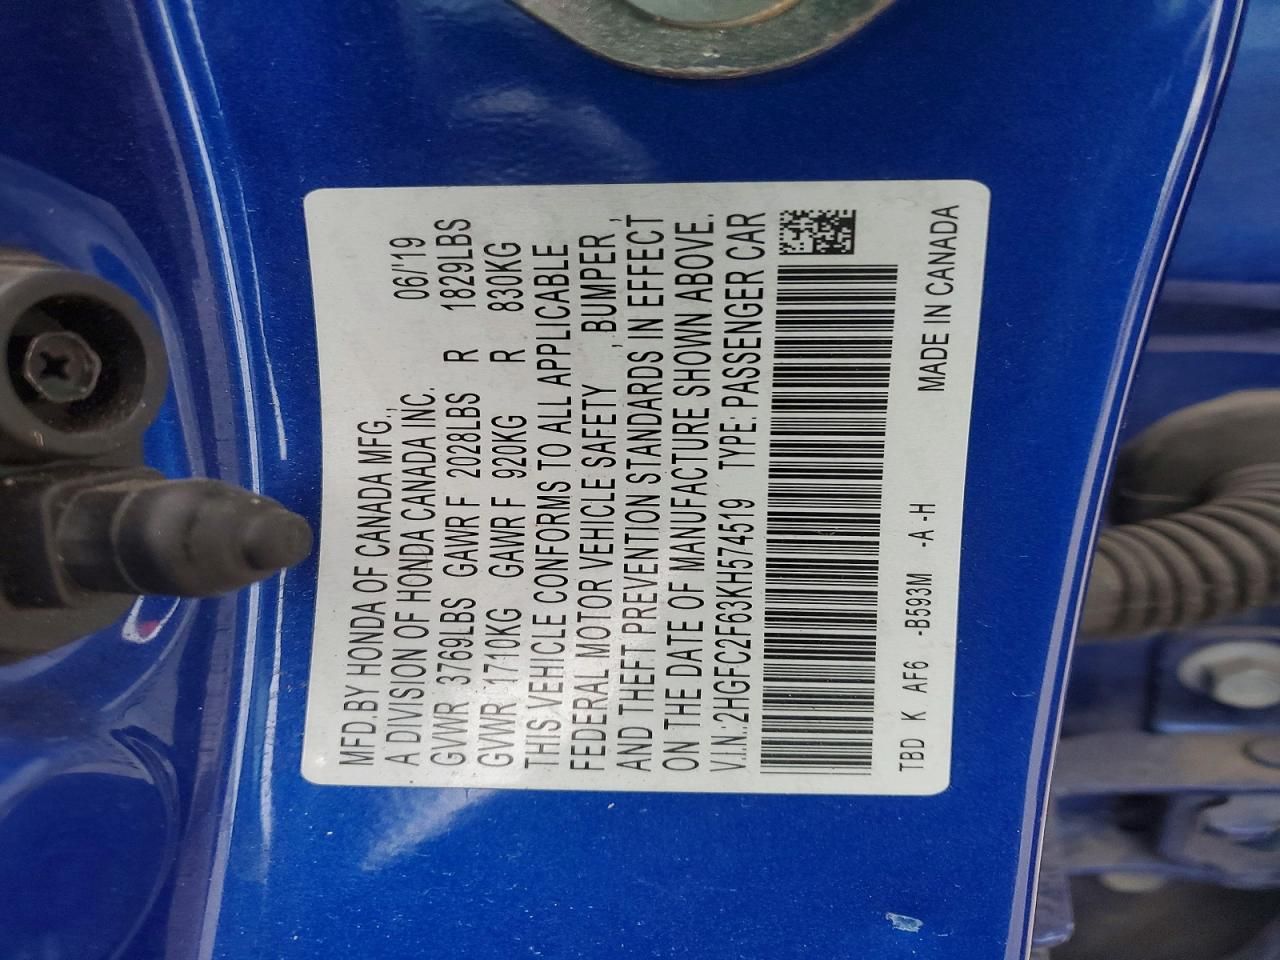 MFD.BY HONDA OF CANADA MFG.,
A DIVISION OF HONDA CANADA INC. 06/'19
GVWR 3769LBS GAWR F 2028LBS R 1829LBS
GVWR 1710KG GAWR F 920KG R 830KG
THIS VEHICLE CONFORMS TO ALL APPLICABLE
FEDERAL MOTOR VEHICLE SAFETY , BUMPER ,
AND THEFT PREVENTION STANDARDS IN EFFECT
ON THE DATE OF MANUFACTURE SHOWN ABOVE.
V.I.N.:2HGFC2F63KH574519 TYPE: PASSENGER CAR
TBD K AF6 -B593M -A -H MADE IN CANADA